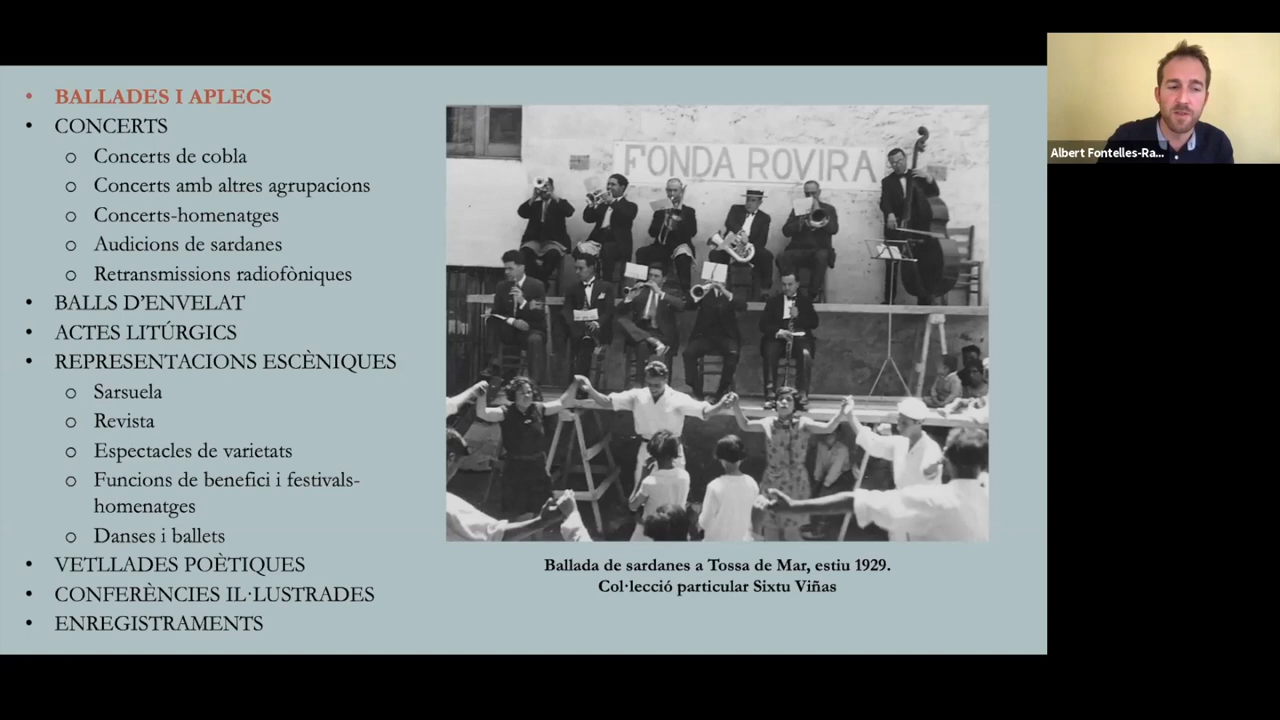 BALLADES I APLECS
CONCERTS
Concerts de cobla
Concerts amb altres agrupacions
Concerts-homenatges
Audicions de sardanes
Retransmissions radiofòniques
BALLS D'ENVELAT
ACTES LITÚRGICS
REPRESENTACIONS ESCÈNIQUES
Sarsuela
Revista
Espectacles de varietats
Funcions de benefici i festivals-
homenatges
Danses i ballets
VETLLADES POÈTIQUES
CONFERÈNCIES IL·LUSTRADES
ENREGISTRAMENTS
FONDA ROVIRA
Ballada de sardanes a Tossa de Mar, estiu 1929.
Col·lecció particular Sixtu Viñas
Albert Fontelles-Ra...